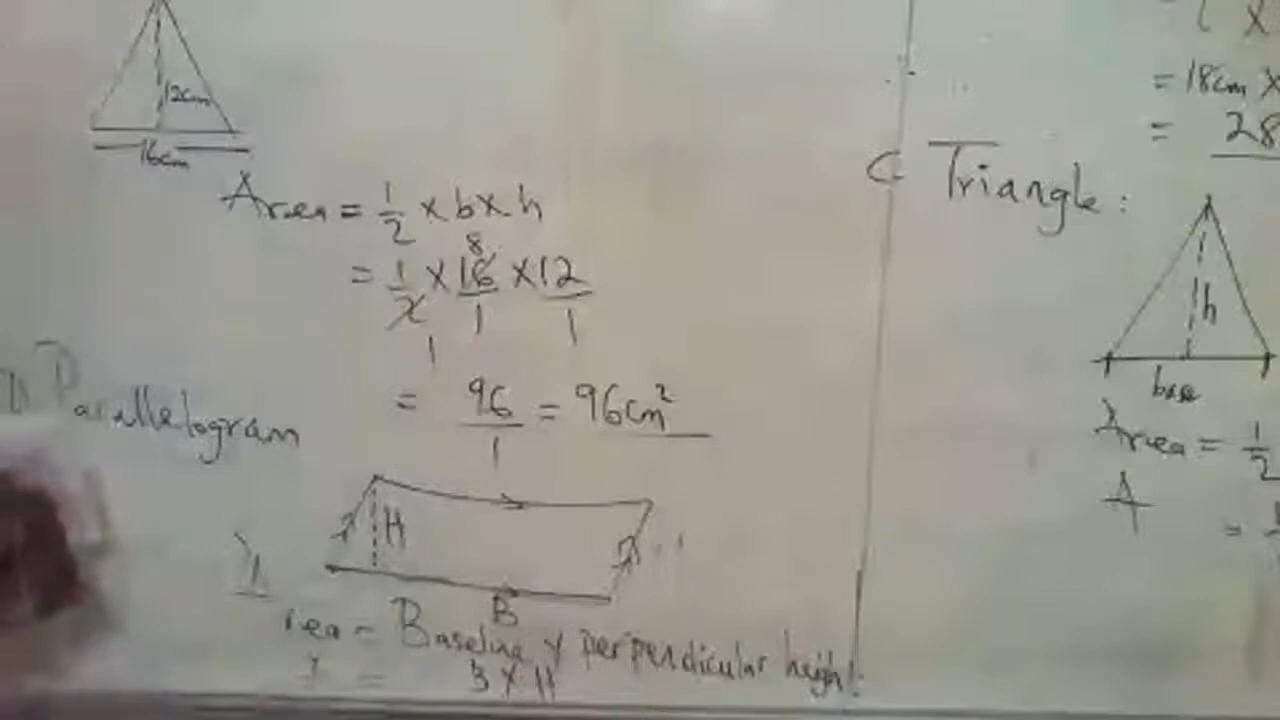 12cm
16cm
Area = 1/2 × b × h
8
= 1/2 × 16/1 × 12/1
1
= 96/1 = 96cm²
D Parallelogram
H
B
Area = Baseline × perpendicular height
= B × H
= 18cm ×
= 28
C Triangle:
h
base
Area = 1/2
A
=